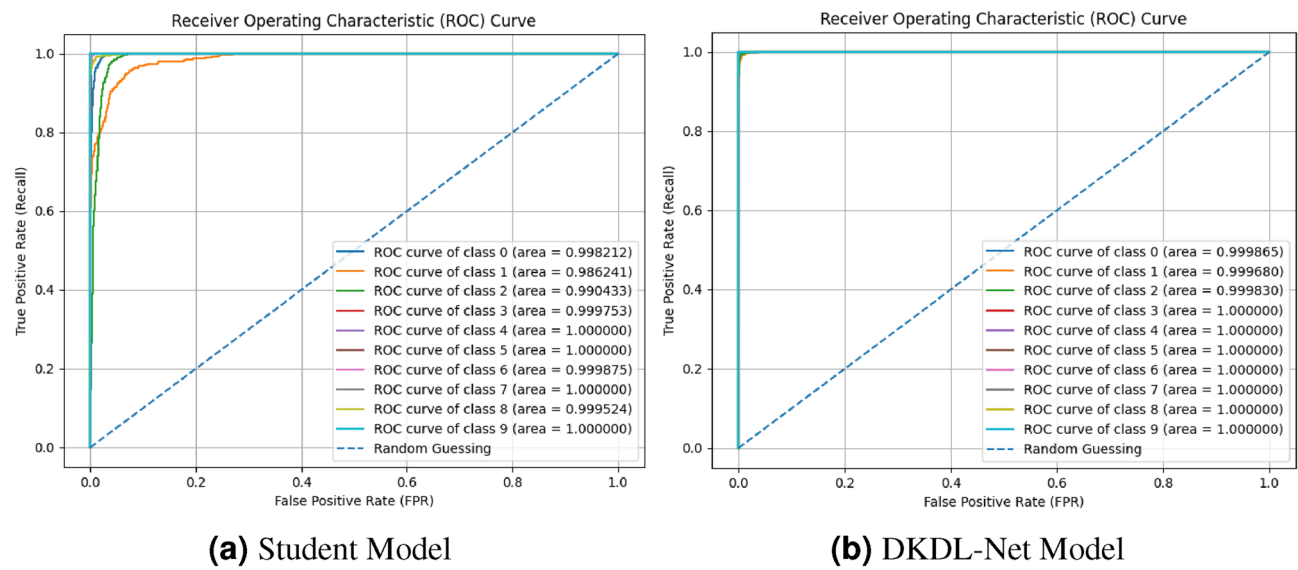 Receiver Operating Characteristic (ROC) Curve
1.0
0.8
0.6
0.4
0.2
0.0
True Positive Rate (Recall)
ROC curve of class 0 (area = 0.998212)
ROC curve of class 1 (area = 0.986241)
ROC curve of class 2 (area = 0.990433)
ROC curve of class 3 (area = 0.999753)
ROC curve of class 4 (area = 1.000000)
ROC curve of class 5 (area = 1.000000)
ROC curve of class 6 (area = 0.999875)
ROC curve of class 7 (area = 1.000000)
ROC curve of class 8 (area = 0.999524)
ROC curve of class 9 (area = 1.000000)
Random Guessing
0.0 0.2 0.4 0.6 0.8 1.0
False Positive Rate (FPR)
(a) Student Model
Receiver Operating Characteristic (ROC) Curve
1.0
0.8
0.6
0.4
0.2
0.0
True Positive Rate (Recall)
ROC curve of class 0 (area = 0.999865)
ROC curve of class 1 (area = 0.999680)
ROC curve of class 2 (area = 0.999830)
ROC curve of class 3 (area = 1.000000)
ROC curve of class 4 (area = 1.000000)
ROC curve of class 5 (area = 1.000000)
ROC curve of class 6 (area = 1.000000)
ROC curve of class 7 (area = 1.000000)
ROC curve of class 8 (area = 1.000000)
ROC curve of class 9 (area = 1.000000)
Random Guessing
0.0 0.2 0.4 0.6 0.8 1.0
False Positive Rate (FPR)
(b) DKDL-Net Model